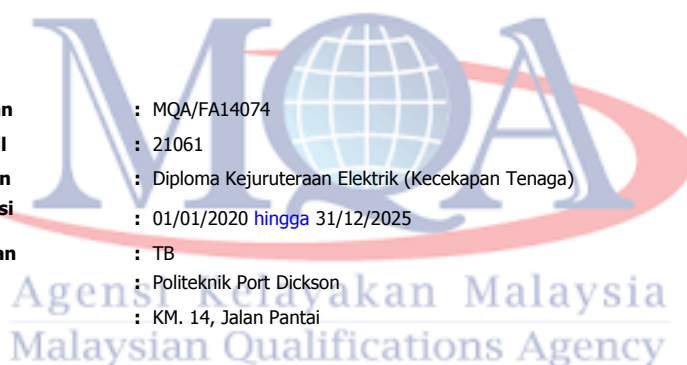 MQA
an : MQA/FA14074
l : 21061
n : Diploma Kejuruteraan Elektrik (Kecekapan Tenaga)
si : 01/01/2020 hingga 31/12/2025
an : TB
: Politeknik Port Dickson
: KM. 14, Jalan Pantai
Agensi Kelayakan Malaysia
Malaysian Qualifications Agency